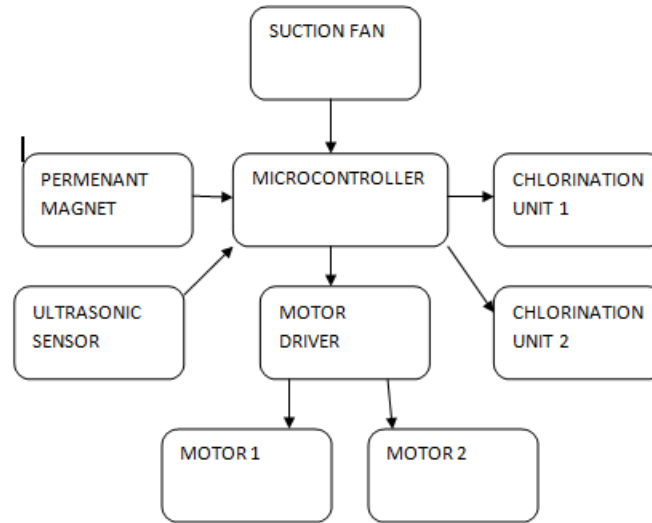 SUCTION FAN
PERMENANT
MAGNET
MICROCONTROLLER
CHLORINATION
UNIT 1
ULTRASONIC
SENSOR
MOTOR
DRIVER
CHLORINATION
UNIT 2
MOTOR 1
MOTOR 2